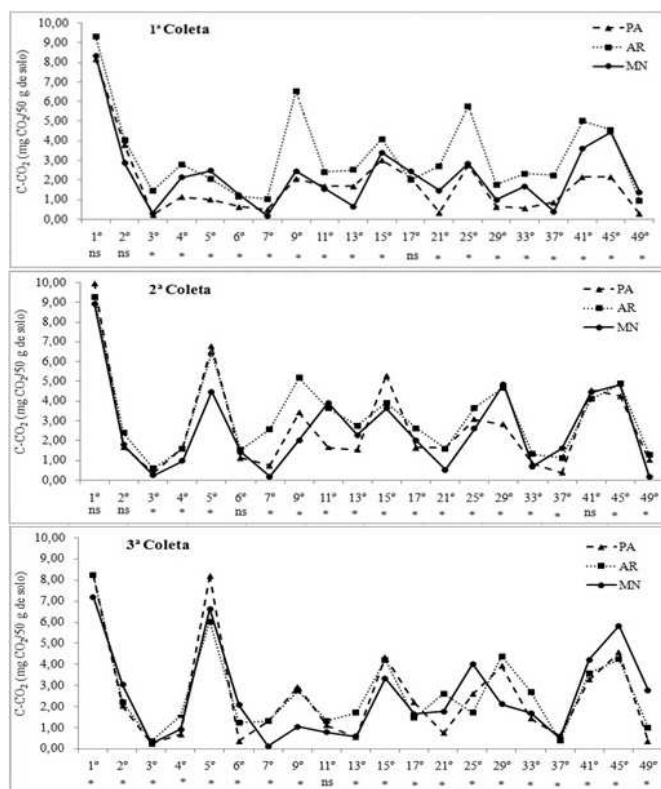 1ª Coleta
C-CO₂ (mg CO₂/50 g de solo)
10,00
9,00
8,00
7,00
6,00
5,00
4,00
3,00
2,00
1,00
0,00
PA
AR
MN
1° 2° 3° 4° 5° 6° 7° 9° 11° 13° 15° 17° 21° 25° 29° 33° 37° 41° 45° 49°
ns ns * * * * * * * * * ns * * * * * * * *
2ª Coleta
C-CO₂ (mg CO₂/50 g de solo)
10,00
9,00
8,00
7,00
6,00
5,00
4,00
3,00
2,00
1,00
0,00
PA
AR
MN
1° 2° 3° 4° 5° 6° 7° 9° 11° 13° 15° 17° 21° 25° 29° 33° 37° 41° 45° 49°
ns ns * * * ns * * * * * * * * * * * ns * *
3ª Coleta
C-CO₂ (mg CO₂/50 g de solo)
10,00
9,00
8,00
7,00
6,00
5,00
4,00
3,00
2,00
1,00
0,00
PA
AR
MN
1° 2° 3° 4° 5° 6° 7° 9° 11° 13° 15° 17° 21° 25° 29° 33° 37° 41° 45° 49°
* * * * * * * * ns * * * * * * * * * * *